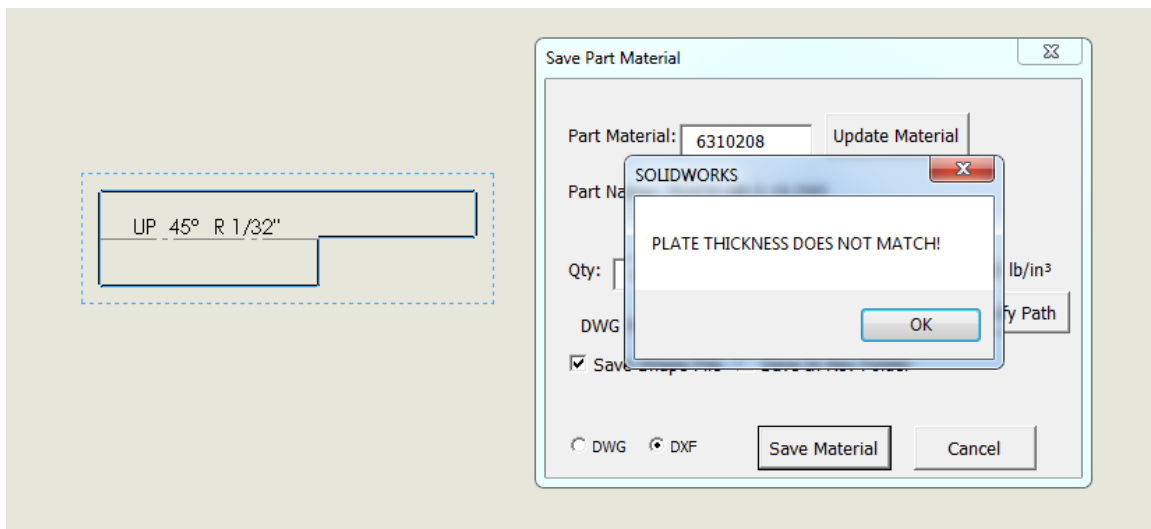 UP 45° R 1/32"
Save Part Material
Part Material: 6310208 Update Material
SOLIDWORKS
Part Na
PLATE THICKNESS DOES NOT MATCH!
Qty: lb/in³
DWG fy Path
OK
Save
DWG DXF Save Material Cancel